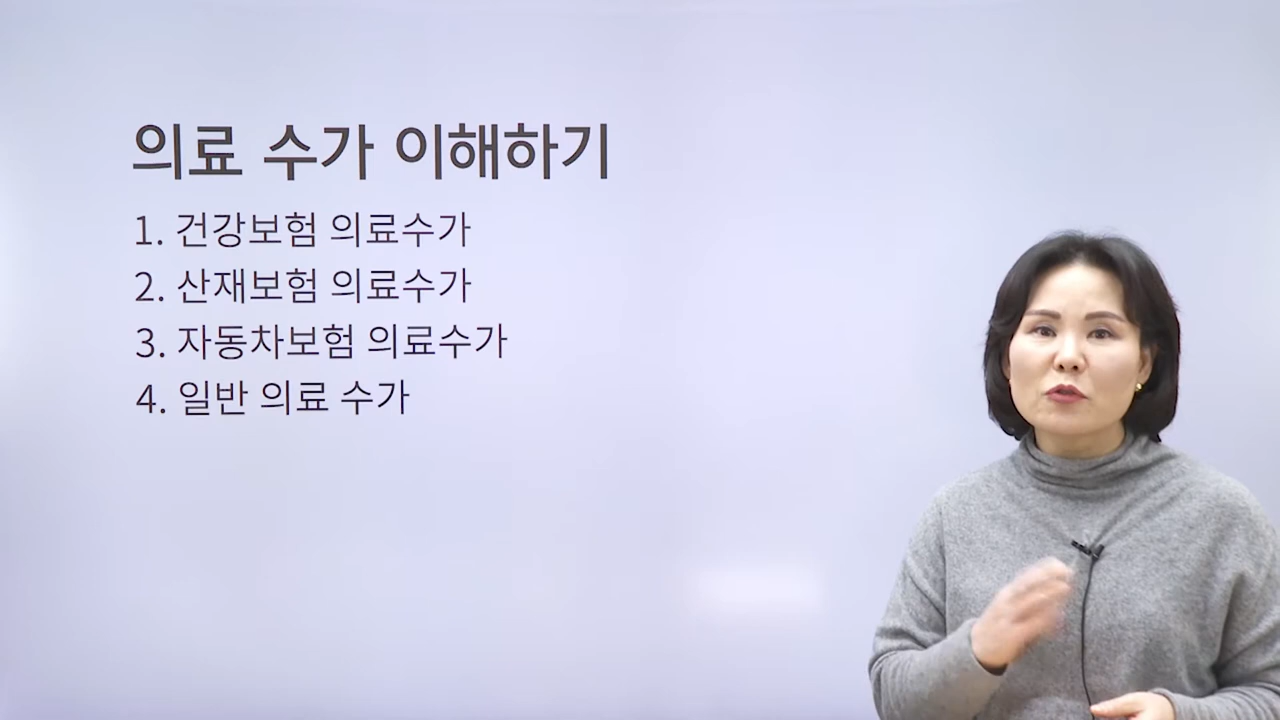 의료 수가 이해하기
1. 건강보험 의료수가
2. 산재보험 의료수가
3. 자동차보험 의료수가
4. 일반 의료 수가